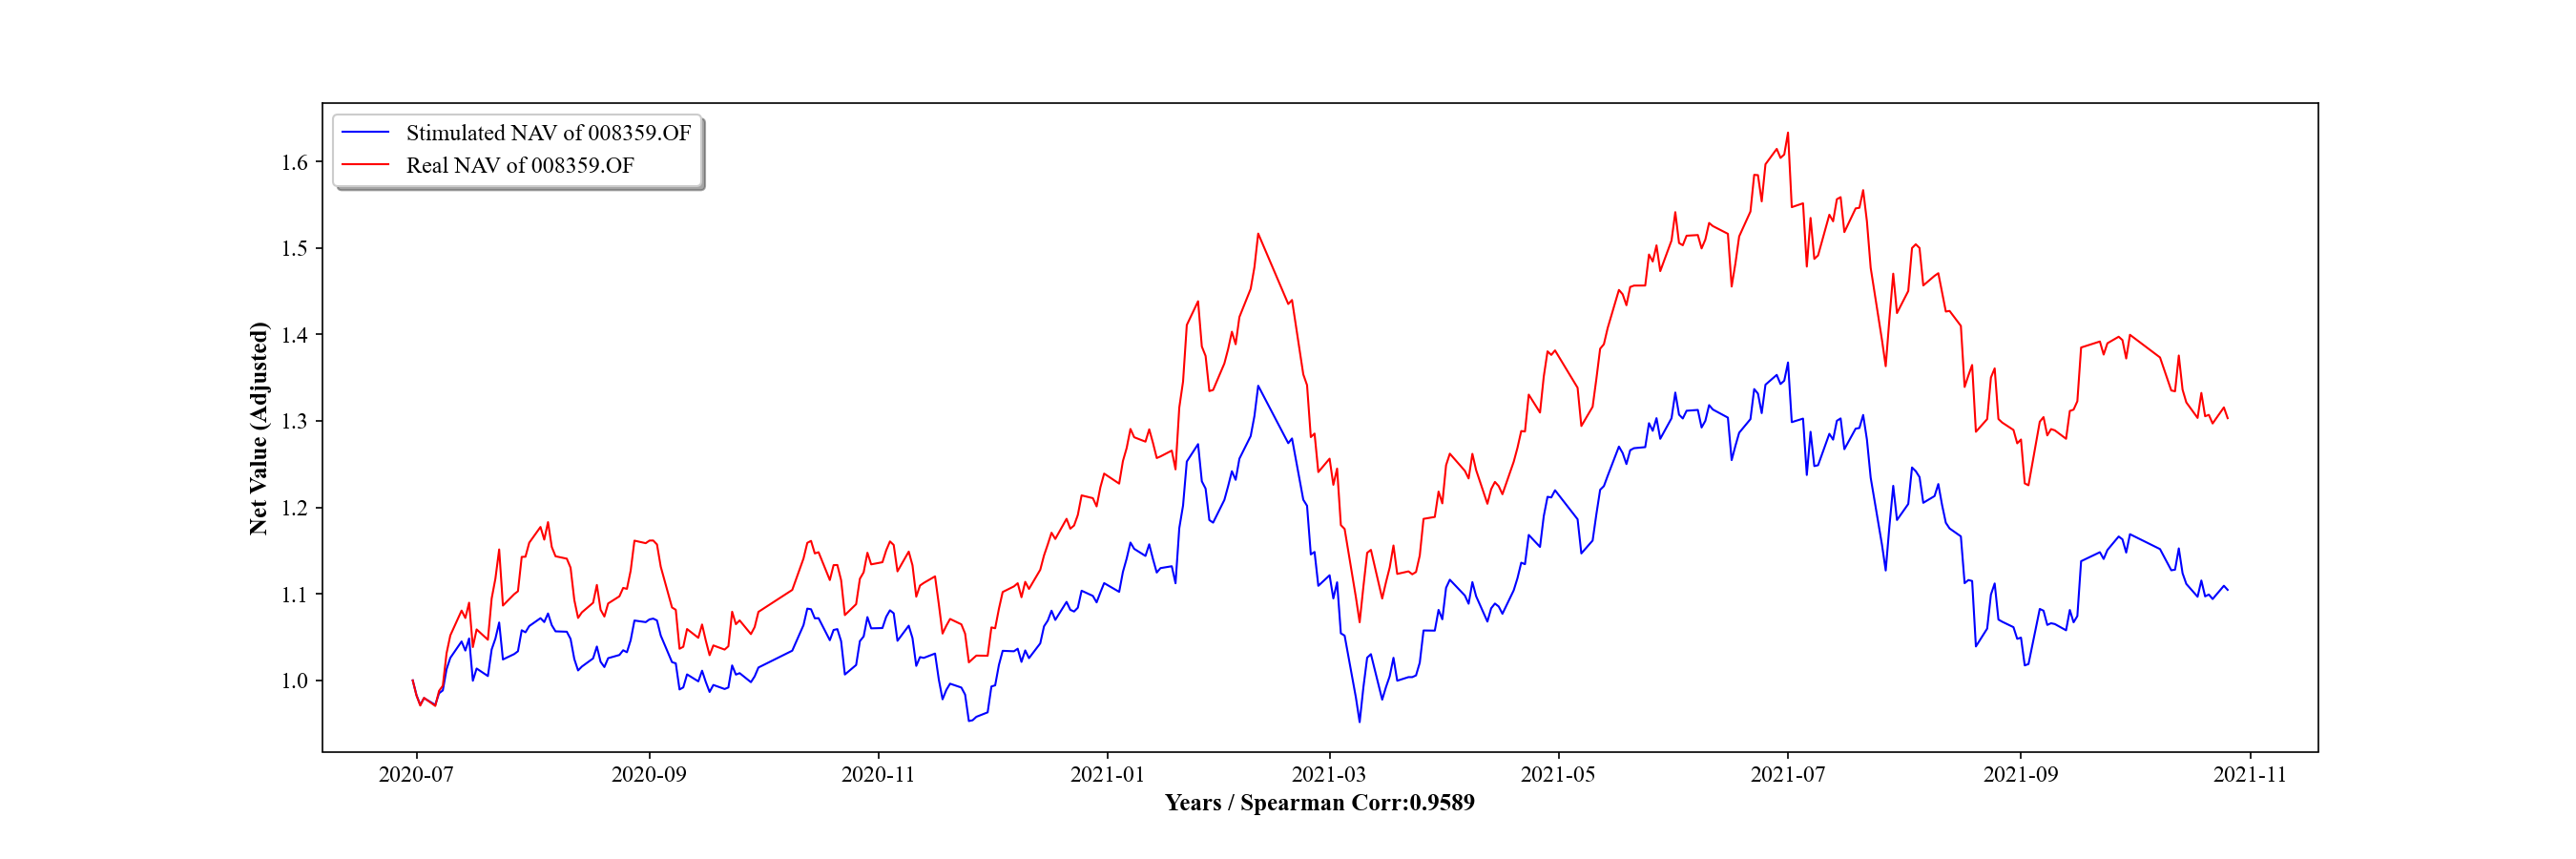 Stimulated NAV of 008359.OF
Real NAV of 008359.OF
1.6
1.5
1.4
1.3
1.2
1.1
1.0
Net Value (Adjusted)
2020-07 2020-09 2020-11 2021-01 2021-03 2021-05 2021-07 2021-09 2021-11
Years / Spearman Corr:0.9589